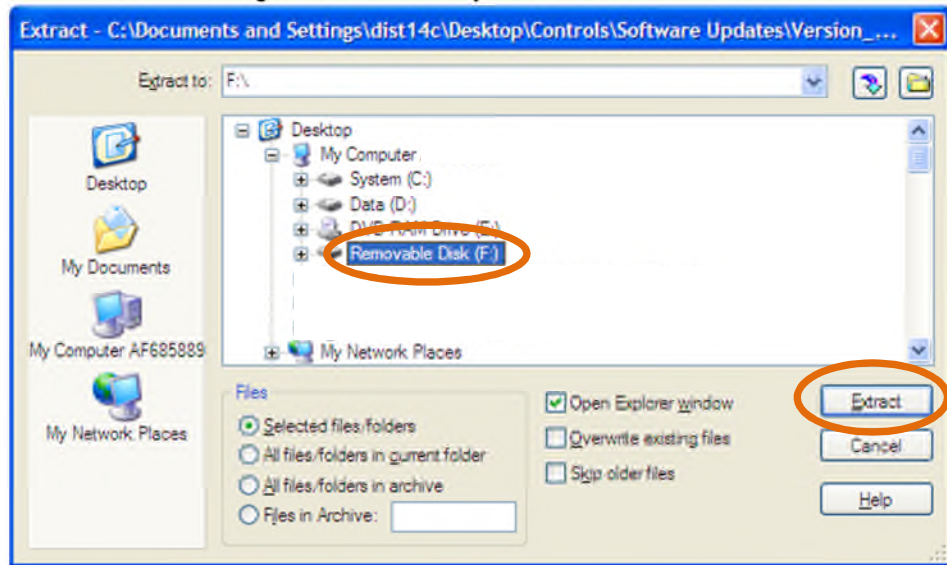 Extract - C:\Documents and Settings\dist14c\Desktop\Controls\Software Updates\Version_...
Extract to: F:\
Desktop
My Documents
My Computer AF685889
My Network Places
Desktop
My Computer
System (C:)
Data (D:)
DVD-RAM Drive (E:)
Removable Disk (F:)
My Network Places
Files
Selected files/folders
All files/folders in current folder
All files/folders in archive
Files in Archive:
Open Explorer window
Overwrite existing files
Skip older files
Extract
Cancel
Help